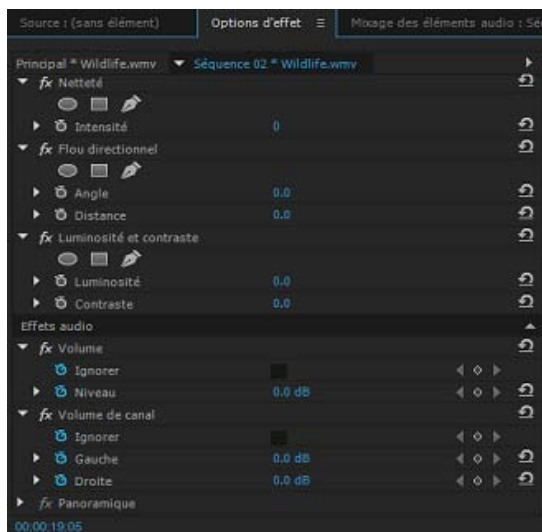 Source : (sans élément) Options d'effet Mixage des éléments audio : Sé
Principal * Wildlife.wmv Séquence 02 * Wildlife.wmv
fx Netteté
Intensité 0
fx Flou directionnel
Angle 0.0
Distance 0.0
fx Luminosité et contraste
Luminosité 0.0
Contraste 0.0
Effets audio
fx Volume
Ignorer
Niveau 0.0 dB
fx Volume de canal
Ignorer
Gauche 0.0 dB
Droite 0.0 dB
fx Panoramique
00:00:19:05